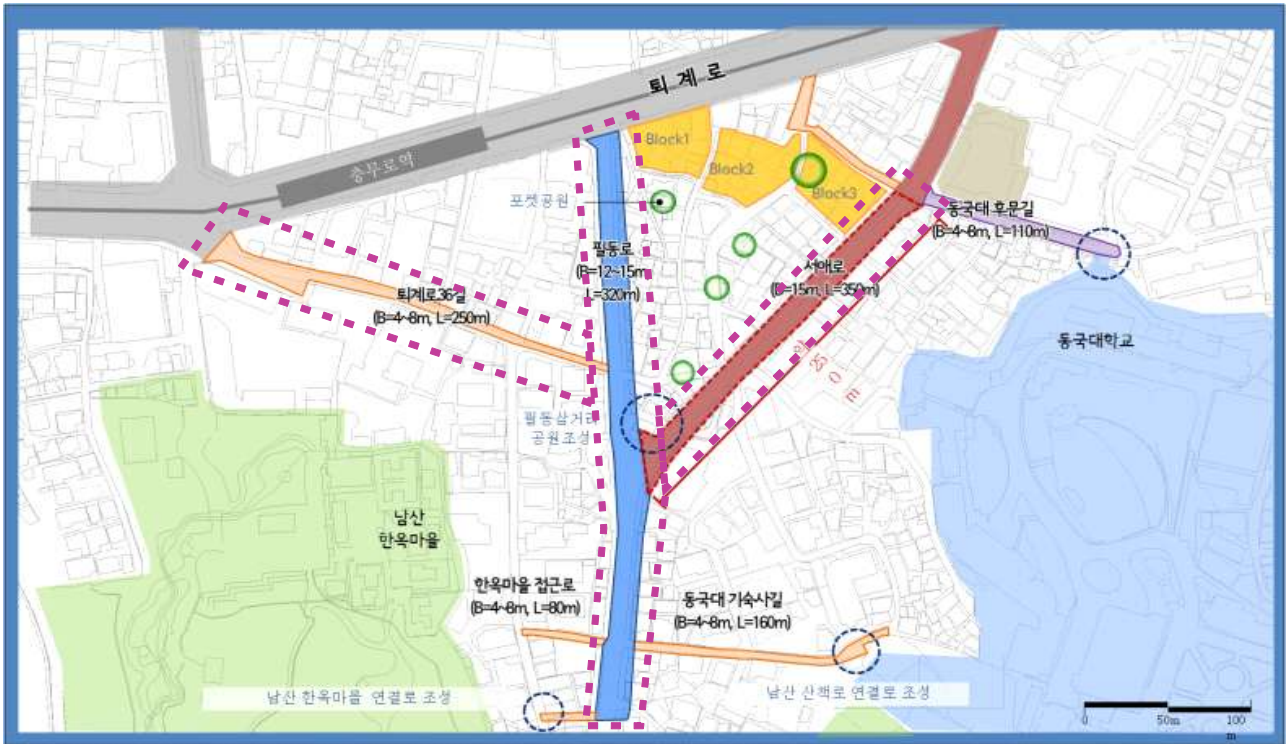 퇴계로
충무로역
Block1
Block2
Block3
포켓공원
동국대 후문길
(B=4~8m, L=110m)
필동로
(B=12~15m
L=320m)
서애로
(B=15m, L=350m)
퇴계로36길
(B=4~8m, L=250m)
동국대학교
필동삼거리
공원조성
남산
한옥마을
한옥마을 접근로
(B=4~8m, L=80m)
동국대 기숙사길
(B=4~8m, L=160m)
남산 한옥마을 연결로 조성
남산 산책로 연결로 조성
0
50m
100
m